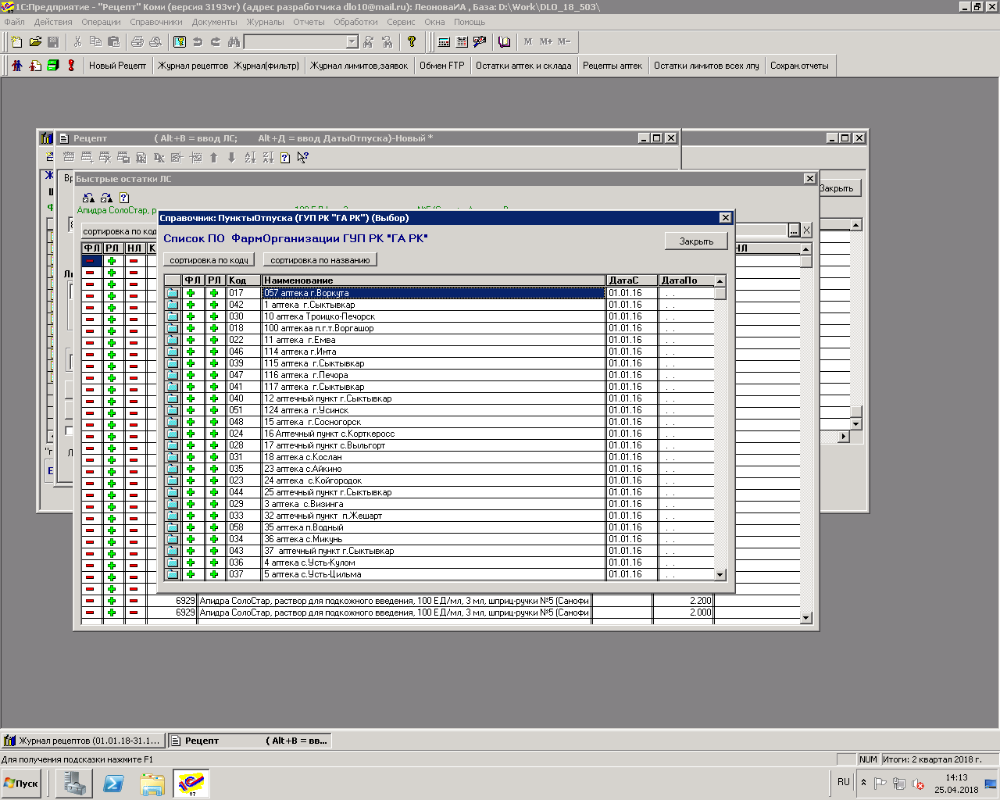 1С:Предприятие - "Рецепт" Коми (версия 3193vr) (адрес разработчика dlo10@mail.ru): ЛеоноваИА , База: D:\Work\DLO_18_503\
Файл Действия Операции Справочники Документы Журналы Отчеты Обработки Сервис Окна Помощь
M M+ M−
Новый Рецепт Журнал рецептов Журнал(фильтр) Журнал лимитов,заявок Обмен FTP Остатки аптек и склада Рецепты аптек Остатки лимитов всех лпу Сохран.отчеты
Рецепт ( Alt+В = ввод ЛС; Alt+Д = ввод ДатыОтпуска)-Новый *
Быстрые остатки ЛС
Закрыть
Апидра СолоСтар, р
сортировка по код
ФЛ РЛ НЛ К НЛ
Справочник: ПунктыОтпуска (ГУП РК "ГА РК") (Выбор)
Список ПО ФармОрганизации ГУП РК "ГА РК"
Закрыть
сортировка по коду сортировка по названию
ФЛ РЛ Код Наименование ДатаС ДатаПо
017 057 аптека г.Воркута 01.01.16 . .
042 1 аптека г.Сыктывкар 01.01.16 . .
030 10 аптека Троицко-Печорск 01.01.16 . .
018 100 аптекаа п.г.т.Воргашор 01.01.16 . .
022 11 аптека г.Емва 01.01.16 . .
046 114 аптека г.Инта 01.01.16 . .
039 115 аптека г.Сыктывкар 01.01.16 . .
047 116 аптека г.Печора 01.01.16 . .
041 117 аптека г.Сыктывкар 01.01.16 . .
040 12 аптечный пункт г.Сыктывкар 01.01.16 . .
051 124 аптека г.Усинск 01.01.16 . .
048 15 аптека г.Сосногорск 01.01.16 . .
024 16 Аптечный пункт с.Корткеросс 01.01.16 . .
028 17 аптечный пункт с.Выльгорт 01.01.16 . .
031 18 аптека с.Кослан 01.01.16 . .
035 23 аптека с.Айкино 01.01.16 . .
023 24 аптека с.Койгородок 01.01.16 . .
044 25 аптечный пункт г.Сыктывкар 01.01.16 . .
029 3 аптека с.Визинга 01.01.16 . .
033 32 аптечный пункт п.Жешарт 01.01.16 . .
058 35 аптека п.Водный 01.01.16 . .
034 36 аптека с.Микунь 01.01.16 . .
043 37 аптечный пункт г.Сыктывкар 01.01.16 . .
036 4 аптека с.Усть-Кулом 01.01.16 . .
037 5 аптека с.Усть-Цильма 01.01.16 . .
6929 Апидра СолоСтар, раствор для подкожного введения, 100 ЕД/мл, 3 мл, шприц-ручки №5 (Саноfи 2.200
6929 Апидра СолоСтар, раствор для подкожного введения, 100 ЕД/мл, 3 мл, шприц-ручки №5 (Санофи 2.000
Журнал рецептов (01.01.18-31.1... Рецепт ( Alt+В = вв...
Для получения подсказки нажмите F1 NUM Итоги: 2 квартал 2018 г.
Пуск RU 14:13
25.04.2018